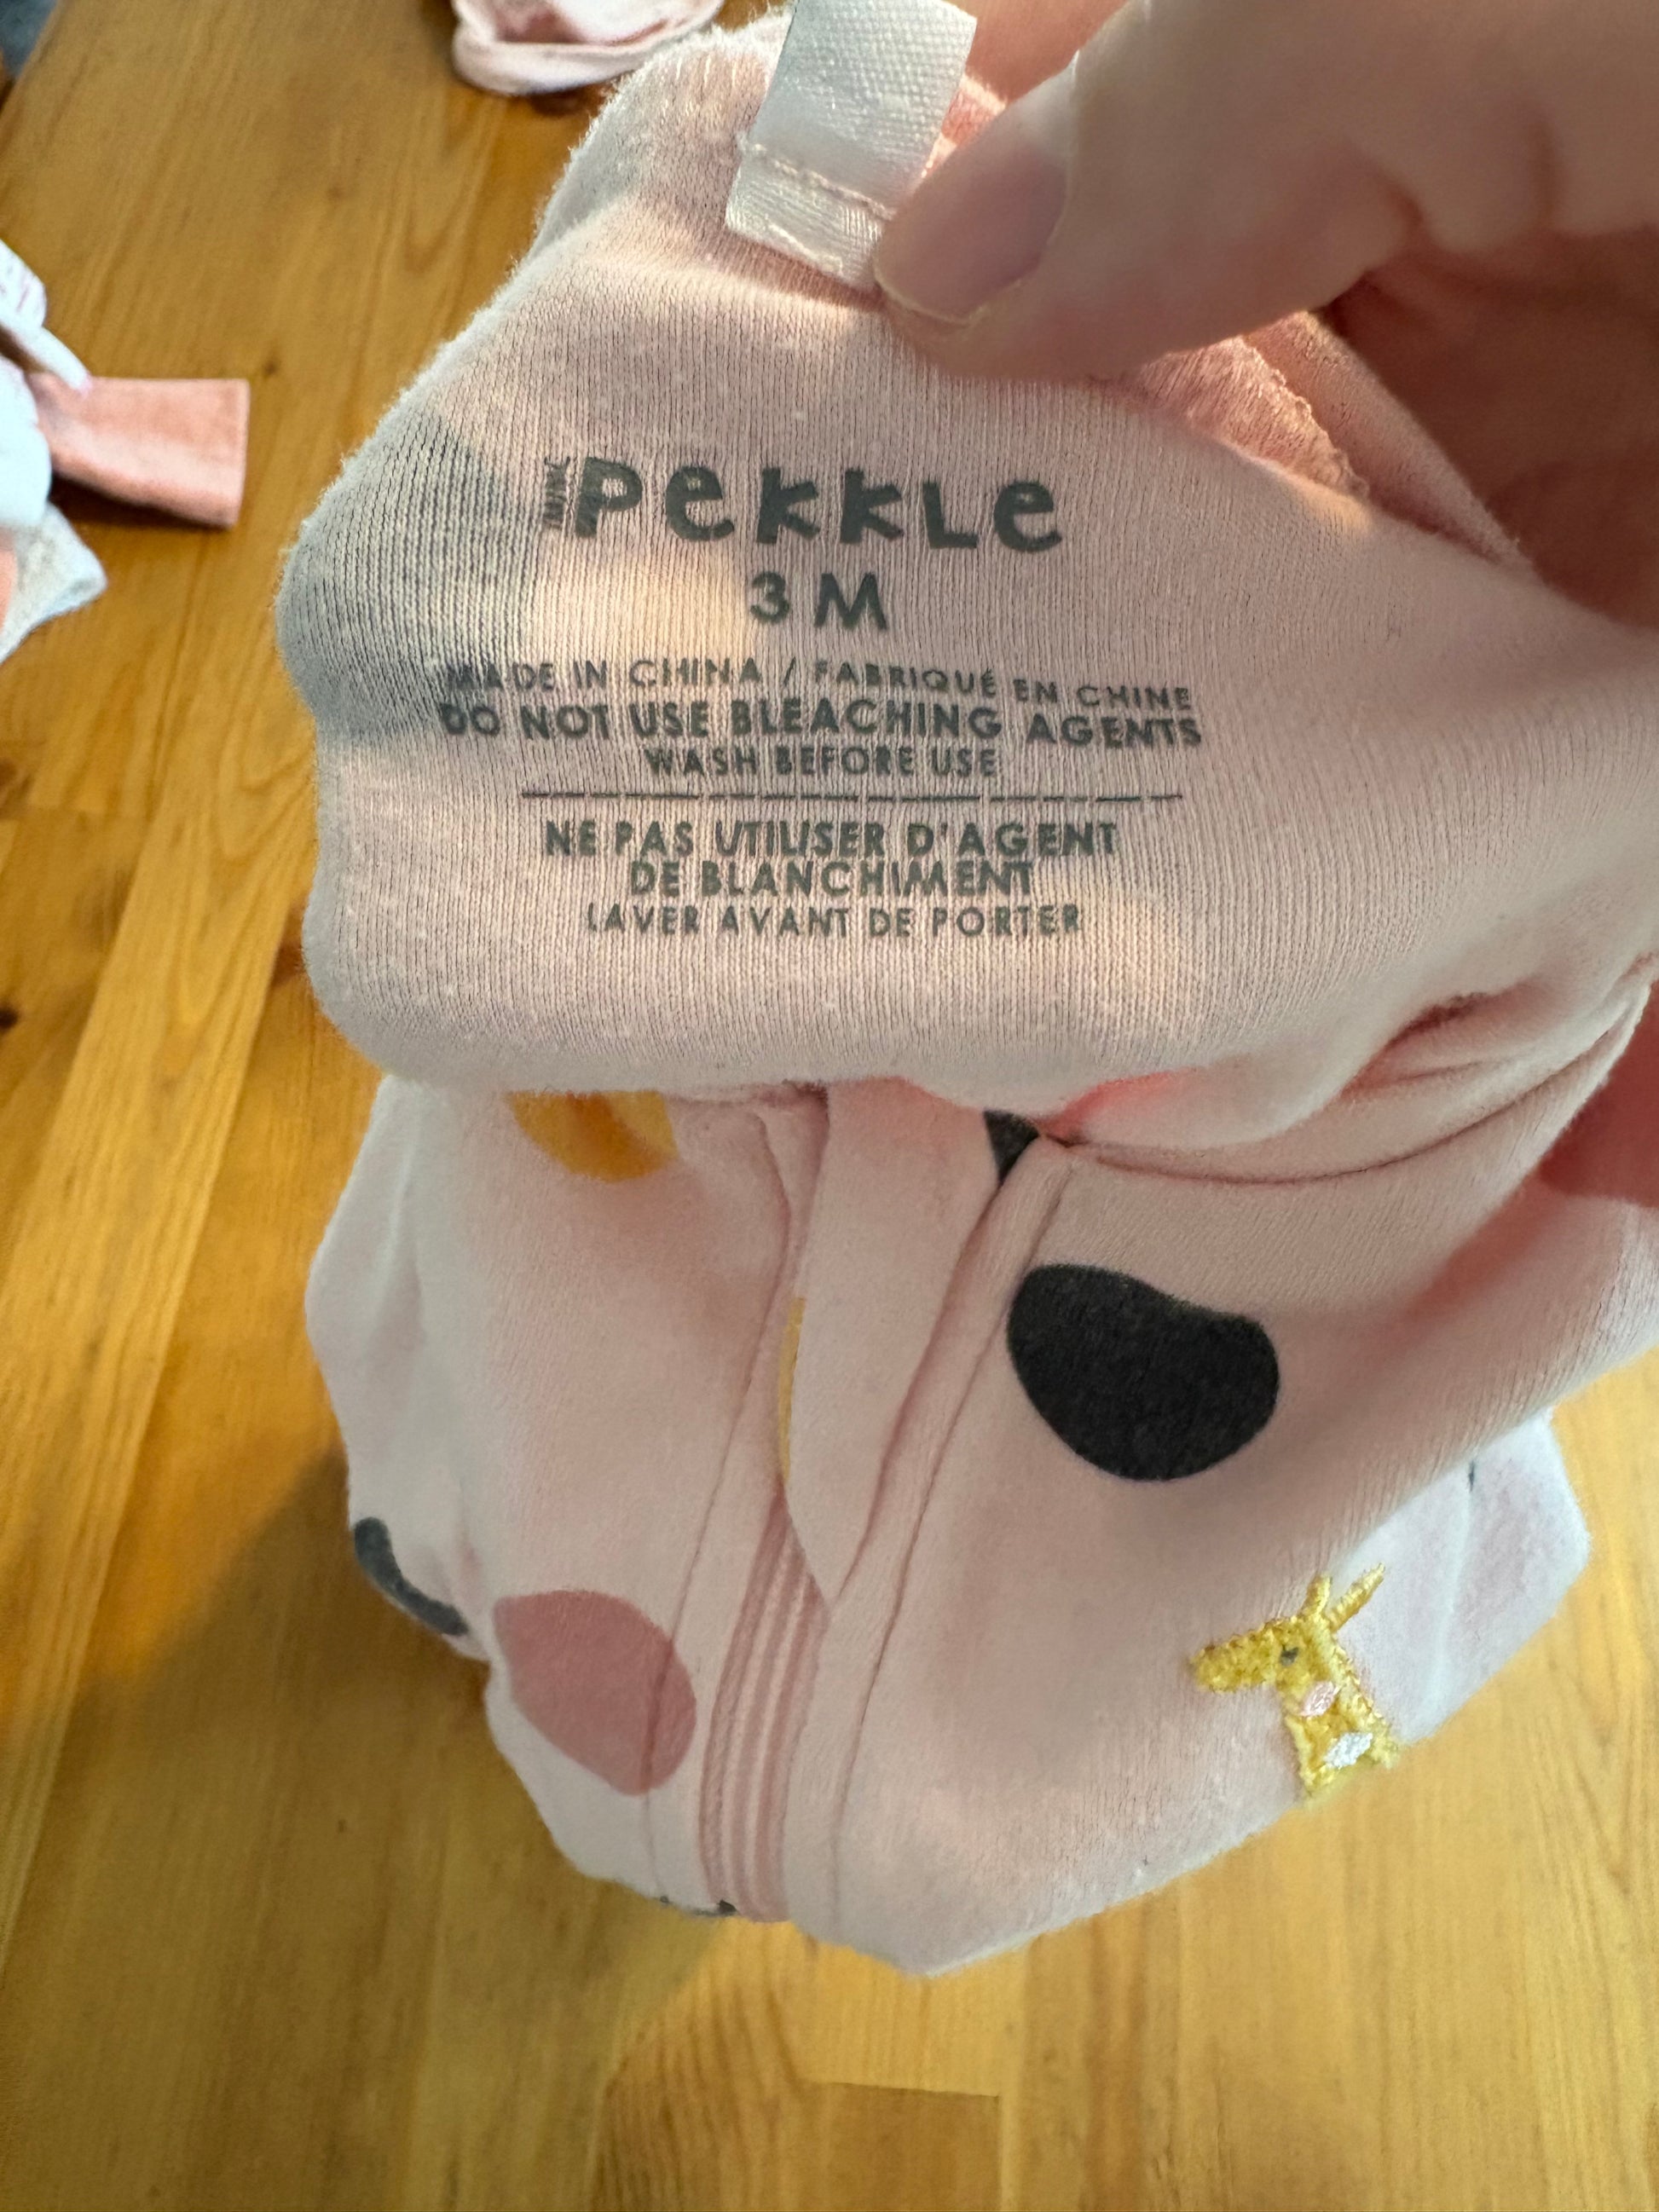 pekkle
3M
MADE IN CHINA / FABRIQUÉ EN CHINE
DO NOT USE BLEACHING AGENTS
WASH BEFORE USE
NE PAS UTILISER D'AGENT
DE BLANCHIMENT
LAVER AVANT DE PORTER